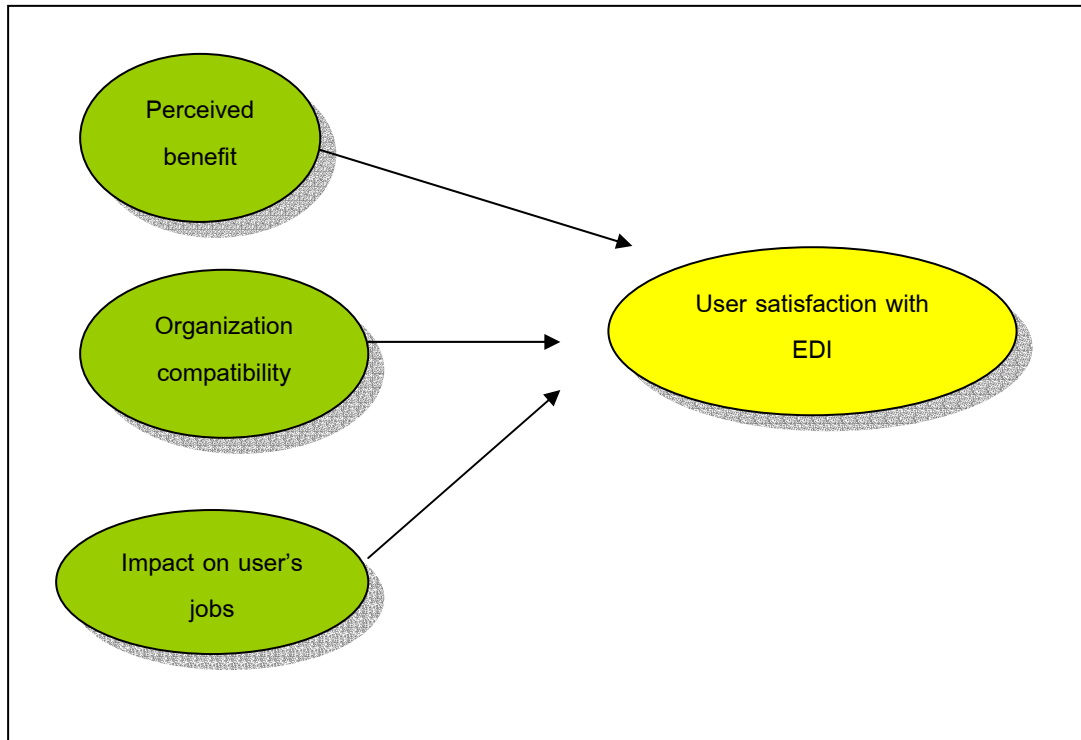 Perceived
benefit
Organization
compatibility
User satisfaction with
EDI
Impact on user’s
jobs